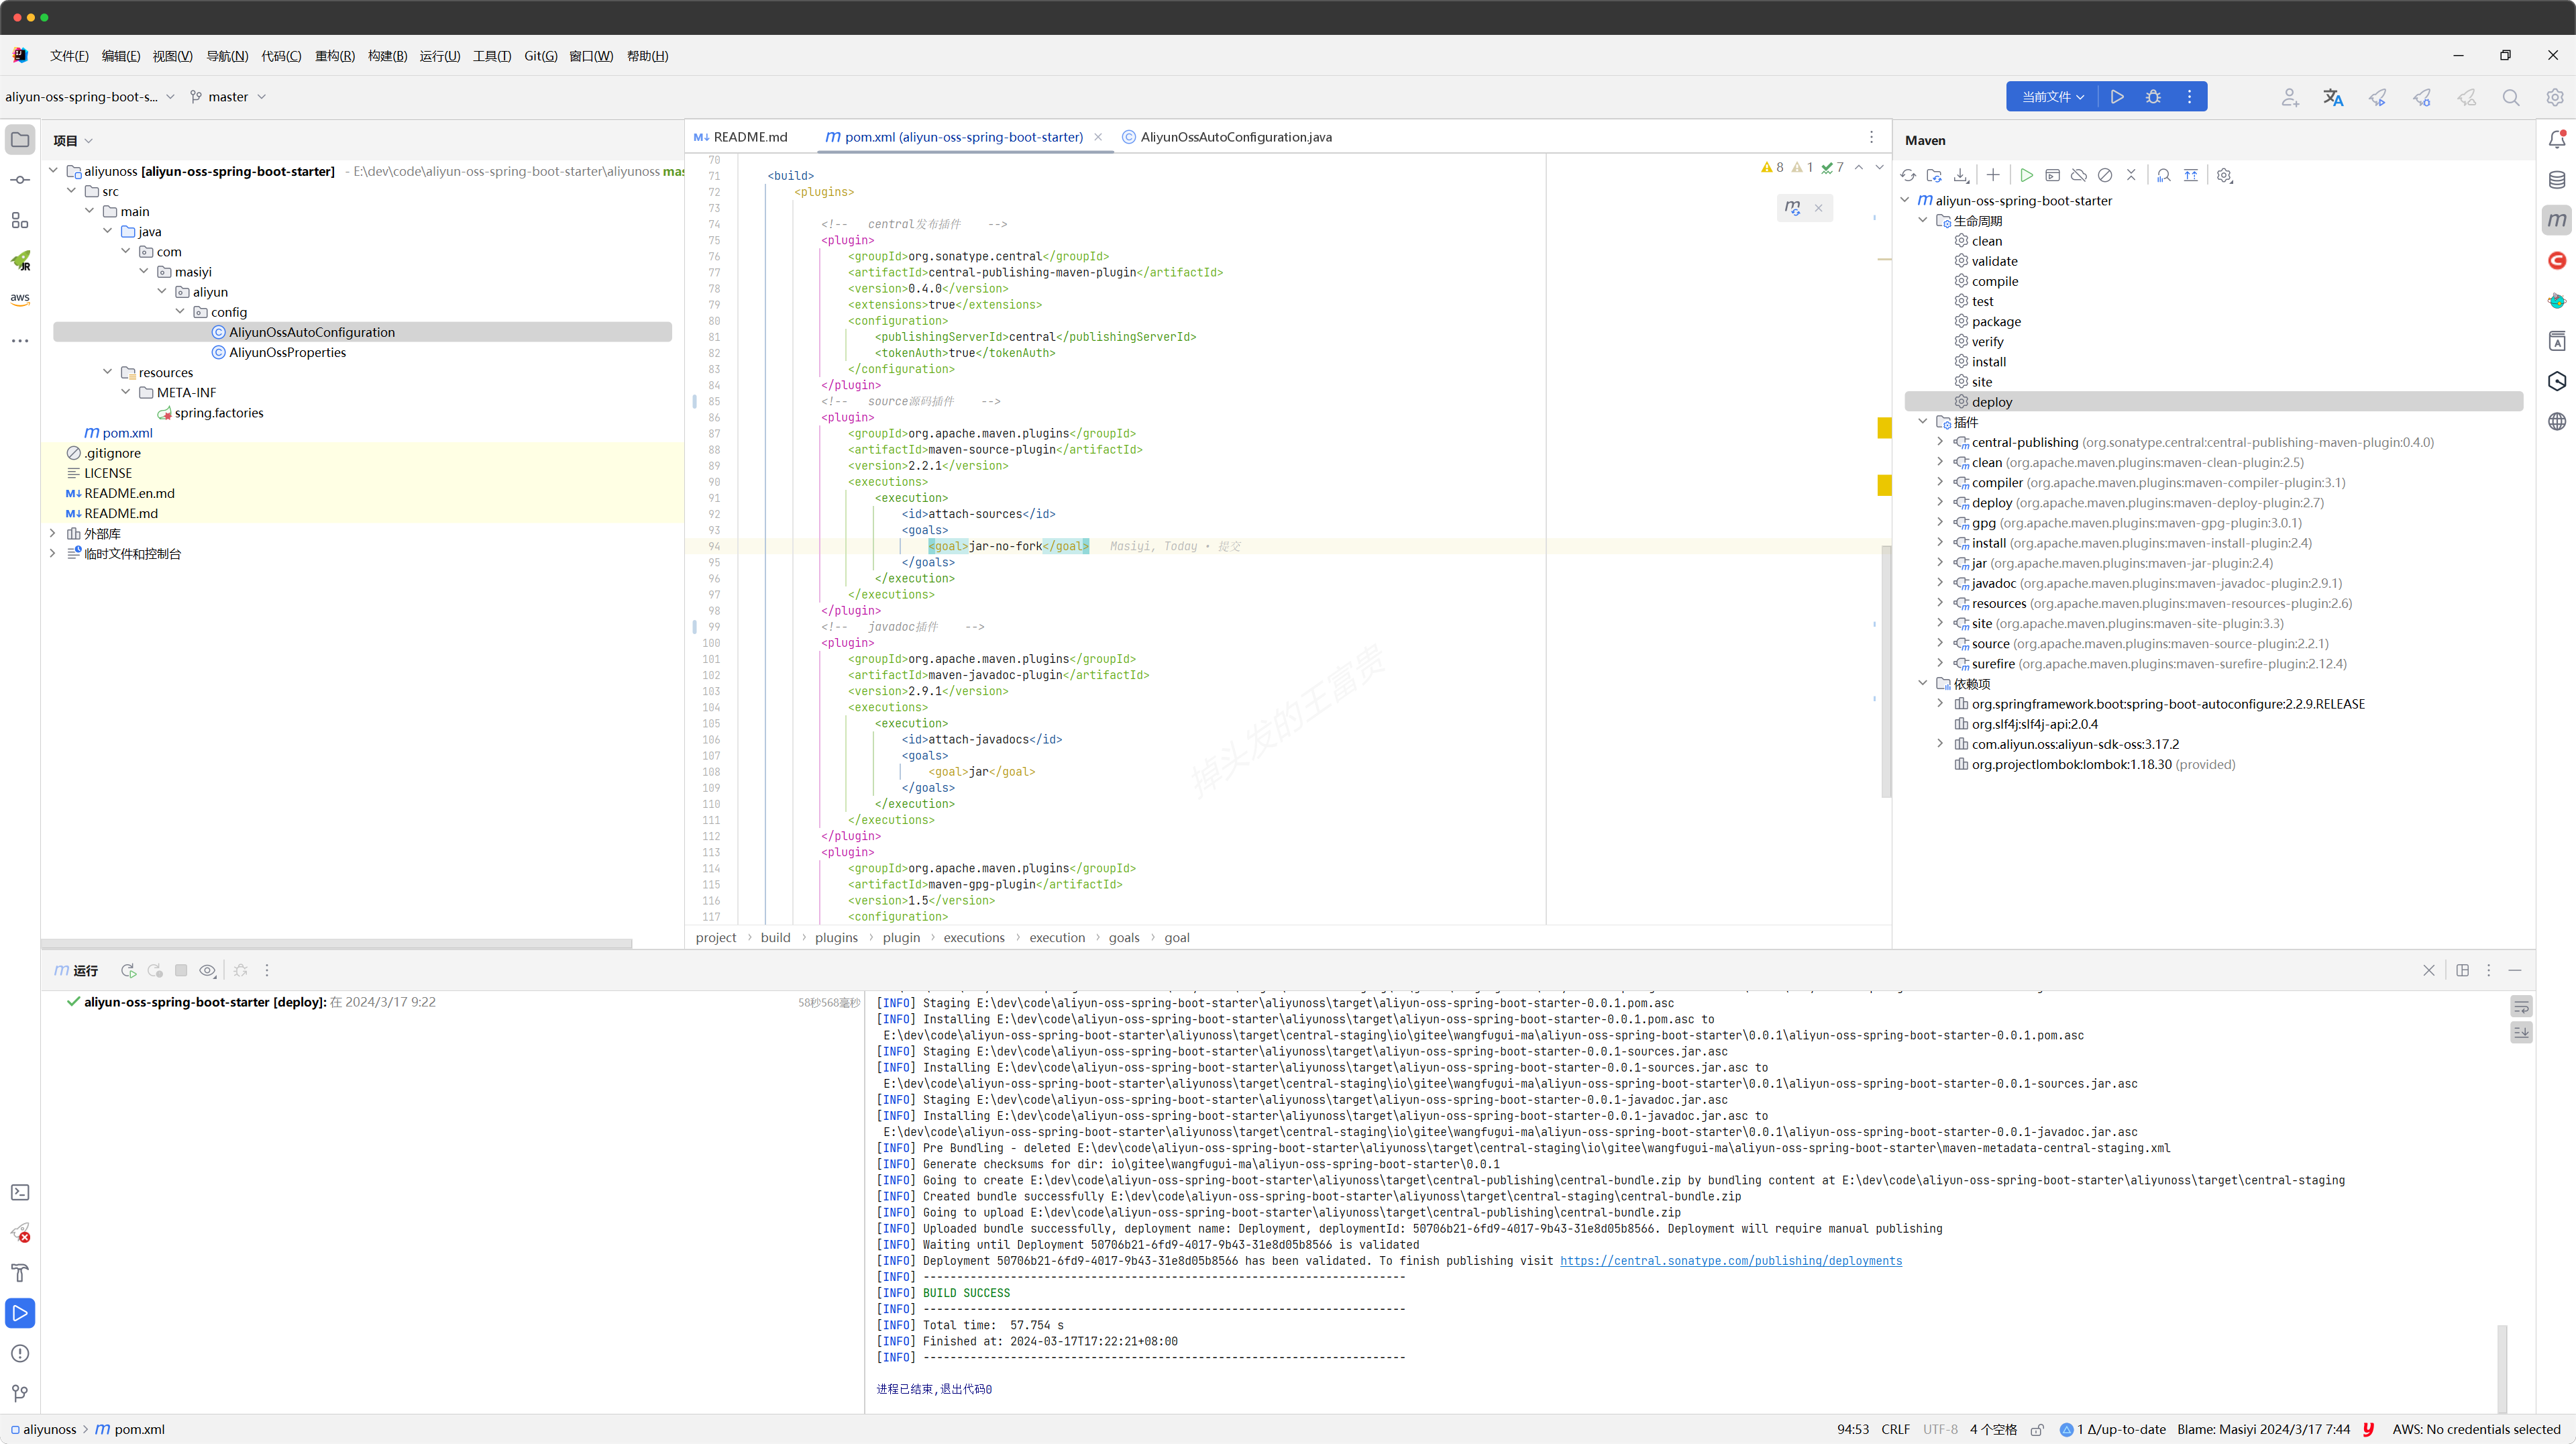 文件(F) 编辑(E) 视图(V) 导航(N) 代码(C) 重构(R) 构建(B) 运行(U) 工具(T) Git(G) 窗口(W) 帮助(H)
aliyun-oss-spring-boot-s... master 当前文件
项目
aliyunoss [aliyun-oss-spring-boot-starter] - E:\dev\code\aliyun-oss-spring-boot-starter\aliyunoss mas
src
main
java
com
masiyi
aliyun
config
AliyunOssAutoConfiguration
AliyunOssProperties
resources
META-INF
spring.factories
pom.xml
.gitignore
LICENSE
README.en.md
README.md
外部库
临时文件和控制台
JR
aws
README.md pom.xml (aliyun-oss-spring-boot-starter) AliyunOssAutoConfiguration.java
8 1 7
70
71 <build>
72 <plugins>
73
74 <!-- central发布插件 -->
75 <plugin>
76 <groupId>org.sonatype.central</groupId>
77 <artifactId>central-publishing-maven-plugin</artifactId>
78 <version>0.4.0</version>
79 <extensions>true</extensions>
80 <configuration>
81 <publishingServerId>central</publishingServerId>
82 <tokenAuth>true</tokenAuth>
83 </configuration>
84 </plugin>
85 <!-- source源码插件 -->
86 <plugin>
87 <groupId>org.apache.maven.plugins</groupId>
88 <artifactId>maven-source-plugin</artifactId>
89 <version>2.2.1</version>
90 <executions>
91 <execution>
92 <id>attach-sources</id>
93 <goals>
94 <goal>jar-no-fork</goal> Masiyi, Today • 提交
95 </goals>
96 </execution>
97 </executions>
98 </plugin>
99 <!-- javadoc插件 -->
100 <plugin>
101 <groupId>org.apache.maven.plugins</groupId>
102 <artifactId>maven-javadoc-plugin</artifactId>
103 <version>2.9.1</version>
104 <executions>
105 <execution>
106 <id>attach-javadocs</id>
107 <goals>
108 <goal>jar</goal>
109 </goals>
110 </execution>
111 </executions>
112 </plugin>
113 <plugin>
114 <groupId>org.apache.maven.plugins</groupId>
115 <artifactId>maven-gpg-plugin</artifactId>
116 <version>1.5</version>
117 <configuration>
掉头发的王富贵
project > build > plugins > plugin > executions > execution > goals > goal
Maven
aliyun-oss-spring-boot-starter
生命周期
clean
validate
compile
test
package
verify
install
site
deploy
插件
central-publishing (org.sonatype.central:central-publishing-maven-plugin:0.4.0)
clean (org.apache.maven.plugins:maven-clean-plugin:2.5)
compiler (org.apache.maven.plugins:maven-compiler-plugin:3.1)
deploy (org.apache.maven.plugins:maven-deploy-plugin:2.7)
gpg (org.apache.maven.plugins:maven-gpg-plugin:3.0.1)
install (org.apache.maven.plugins:maven-install-plugin:2.4)
jar (org.apache.maven.plugins:maven-jar-plugin:2.4)
javadoc (org.apache.maven.plugins:maven-javadoc-plugin:2.9.1)
resources (org.apache.maven.plugins:maven-resources-plugin:2.6)
site (org.apache.maven.plugins:maven-site-plugin:3.3)
source (org.apache.maven.plugins:maven-source-plugin:2.2.1)
surefire (org.apache.maven.plugins:maven-surefire-plugin:2.12.4)
依赖项
org.springframework.boot:spring-boot-autoconfigure:2.2.9.RELEASE
org.slf4j:slf4j-api:2.0.4
com.aliyun.oss:aliyun-sdk-oss:3.17.2
org.projectlombok:lombok:1.18.30 (provided)
运行
aliyun-oss-spring-boot-starter [deploy]: 在 2024/3/17 9:22 58秒568毫秒
[INFO] Staging E:\dev\code\aliyun-oss-spring-boot-starter\aliyunoss\target\aliyun-oss-spring-boot-starter-0.0.1.pom.asc
[INFO] Installing E:\dev\code\aliyun-oss-spring-boot-starter\aliyunoss\target\aliyun-oss-spring-boot-starter-0.0.1.pom.asc to
E:\dev\code\aliyun-oss-spring-boot-starter\aliyunoss\target\central-staging\io\gitee\wangfugui-ma\aliyun-oss-spring-boot-starter\0.0.1\aliyun-oss-spring-boot-starter-0.0.1.pom.asc
[INFO] Staging E:\dev\code\aliyun-oss-spring-boot-starter\aliyunoss\target\aliyun-oss-spring-boot-starter-0.0.1-sources.jar.asc
[INFO] Installing E:\dev\code\aliyun-oss-spring-boot-starter\aliyunoss\target\aliyun-oss-spring-boot-starter-0.0.1-sources.jar.asc to
E:\dev\code\aliyun-oss-spring-boot-starter\aliyunoss\target\central-staging\io\gitee\wangfugui-ma\aliyun-oss-spring-boot-starter\0.0.1\aliyun-oss-spring-boot-starter-0.0.1-sources.jar.asc
[INFO] Staging E:\dev\code\aliyun-oss-spring-boot-starter\aliyunoss\target\aliyun-oss-spring-boot-starter-0.0.1-javadoc.jar.asc
[INFO] Installing E:\dev\code\aliyun-oss-spring-boot-starter\aliyunoss\target\aliyun-oss-spring-boot-starter-0.0.1-javadoc.jar.asc to
E:\dev\code\aliyun-oss-spring-boot-starter\aliyunoss\target\central-staging\io\gitee\wangfugui-ma\aliyun-oss-spring-boot-starter\0.0.1\aliyun-oss-spring-boot-starter-0.0.1-javadoc.jar.asc
[INFO] Pre Bundling - deleted E:\dev\code\aliyun-oss-spring-boot-starter\aliyunoss\target\central-staging\io\gitee\wangfugui-ma\aliyun-oss-spring-boot-starter\maven-metadata-central-staging.xml
[INFO] Generate checksums for dir: io\gitee\wangfugui-ma\aliyun-oss-spring-boot-starter\0.0.1
[INFO] Going to create E:\dev\code\aliyun-oss-spring-boot-starter\aliyunoss\target\central-publishing\central-bundle.zip by bundling content at E:\dev\code\aliyun-oss-spring-boot-starter\aliyunoss\target\central-staging
[INFO] Created bundle successfully E:\dev\code\aliyun-oss-spring-boot-starter\aliyunoss\target\central-staging\central-bundle.zip
[INFO] Going to upload E:\dev\code\aliyun-oss-spring-boot-starter\aliyunoss\target\central-publishing\central-bundle.zip
[INFO] Uploaded bundle successfully, deployment name: Deployment, deploymentId: 50706b21-6fd9-4017-9b43-31e8d05b8566. Deployment will require manual publishing
[INFO] Waiting until Deployment 50706b21-6fd9-4017-9b43-31e8d05b8566 is validated
[INFO] Deployment 50706b21-6fd9-4017-9b43-31e8d05b8566 has been validated. To finish publishing visit https://central.sonatype.com/publishing/deployments
[INFO] ------------------------------------------------------------------------
[INFO] BUILD SUCCESS
[INFO] ------------------------------------------------------------------------
[INFO] Total time:  57.754 s
[INFO] Finished at: 2024-03-17T17:22:21+08:00
[INFO] ------------------------------------------------------------------------
进程已结束,退出代码0
aliyunoss > pom.xml 94:53 CRLF UTF-8 4 个空格 1 Δ/up-to-date Blame: Masiyi 2024/3/17 7:44 AWS: No credentials selected